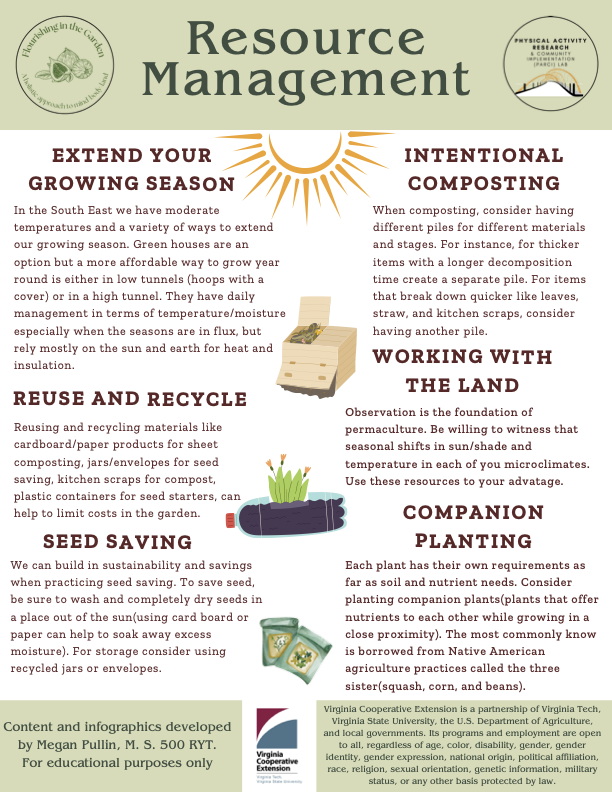 Flourishing in the Garden
A holistic approach to mind body land
Resource
Management
PHYSICAL ACTIVITY
RESEARCH
& COMMUNITY
IMPLEMENTATION
(PARCI) LAB
EXTEND YOUR
GROWING SEASON
In the South East we have moderate
temperatures and a variety of ways to extend
our growing season. Green houses are an
option but a more affordable way to grow year
round is either in low tunnels (hoops with a
cover) or in a high tunnel. They have daily
management in terms of temperature/moisture
especially when the seasons are in flux, but
rely mostly on the sun and earth for heat and
insulation.
REUSE AND RECYCLE
Reusing and recycling materials like
cardboard/paper products for sheet
composting, jars/envelopes for seed
saving, kitchen scraps for compost,
plastic containers for seed starters, can
help to limit costs in the garden.
SEED SAVING
We can build in sustainability and savings
when practicing seed saving. To save seed,
be sure to wash and completely dry seeds in
a place out of the sun(using card board or
paper can help to soak away excess
moisture). For storage consider using
recycled jars or envelopes.
INTENTIONAL
COMPOSTING
When composting, consider having
different piles for different materials
and stages. For instance, for thicker
items with a longer decomposition
time create a separate pile. For items
that break down quicker like leaves,
straw, and kitchen scraps, consider
having another pile.
WORKING WITH
THE LAND
Observation is the foundation of
permaculture. Be willing to witness that
seasonal shifts in sun/shade and
temperature in each of you microclimates.
Use these resources to your advatage.
COMPANION
PLANTING
Each plant has their own requirements as
far as soil and nutrient needs. Consider
planting companion plants(plants that offer
nutrients to each other while growing in a
close proximity). The most commonly know
is borrowed from Native American
agriculture practices called the three
sister(squash, corn, and beans).
Content and infographics developed
by Megan Pullin, M. S. 500 RYT.
For educational purposes only
Virginia
Cooperative
Extension
Virginia Tech
Virginia State University
Virginia Cooperative Extension is a partnership of Virginia Tech,
Virginia State University, the U.S. Department of Agriculture,
and local governments. Its programs and employment are open
to all, regardless of age, color, disability, gender, gender
identity, gender expression, national origin, political affiliation,
race, religion, sexual orientation, genetic information, military
status, or any other basis protected by law.